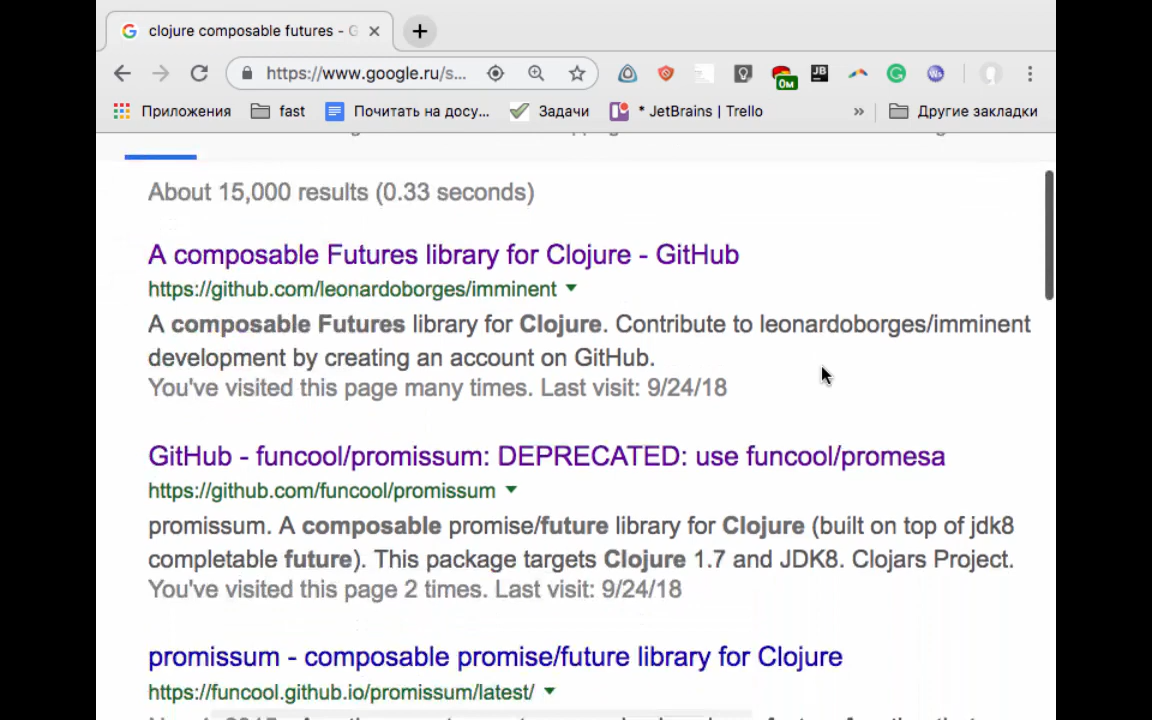 clojure composable futures - G
https://www.google.ru/s...
JB
0м
Приложения
fast
Почитать на досу...
Задачи
* JetBrains | Trello
»
Другие закладки
About 15,000 results (0.33 seconds)
A composable Futures library for Clojure - GitHub
https://github.com/leonardoborges/imminent
A composable Futures library for Clojure. Contribute to leonardoborges/imminent
development by creating an account on GitHub.
You've visited this page many times. Last visit: 9/24/18
GitHub - funcool/promissum: DEPRECATED: use funcool/promesa
https://github.com/funcool/promissum
promissum. A composable promise/future library for Clojure (built on top of jdk8
completable future). This package targets Clojure 1.7 and JDK8. Clojars Project.
You've visited this page 2 times. Last visit: 9/24/18
promissum - composable promise/future library for Clojure
https://funcool.github.io/promissum/latest/